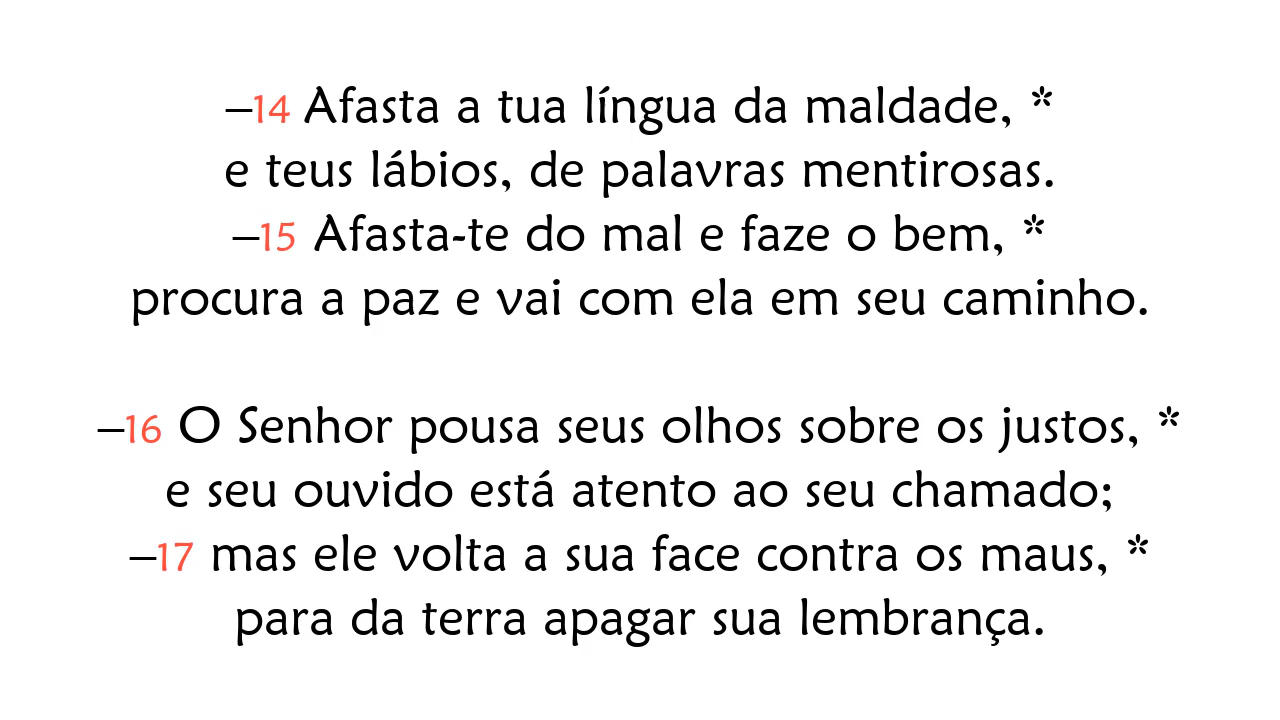 –14 Afasta a tua língua da maldade, *
e teus lábios, de palavras mentirosas.
–15 Afasta-te do mal e faze o bem, *
procura a paz e vai com ela em seu caminho.
–16 O Senhor pousa seus olhos sobre os justos, *
e seu ouvido está atento ao seu chamado;
–17 mas ele volta a sua face contra os maus, *
para da terra apagar sua lembrança.